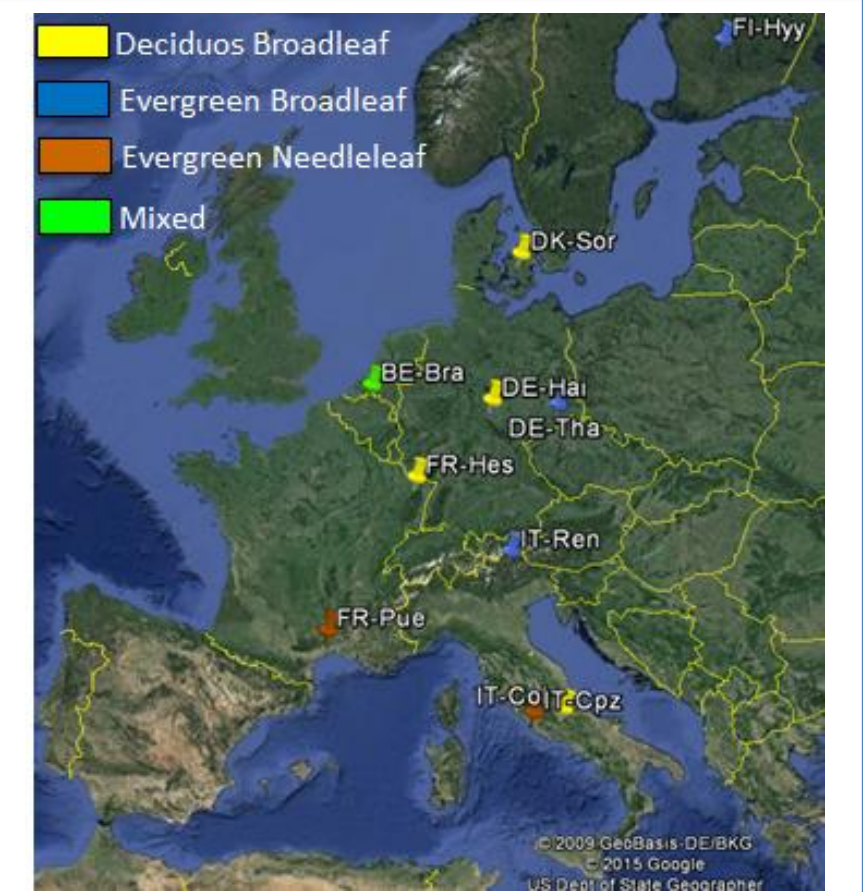 Deciduos Broadleaf
Evergreen Broadleaf
Evergreen Needleleaf
Mixed
FI-Hyy
DK-Sor
BE-Bra
DE-Hai
DE-Tha
FR-Hes
IT-Ren
FR-Pue
IT-Col
IT-Cpz
© 2009 GeoBasis-DE/BKG
© 2015 Google
US Dept of State Geographer